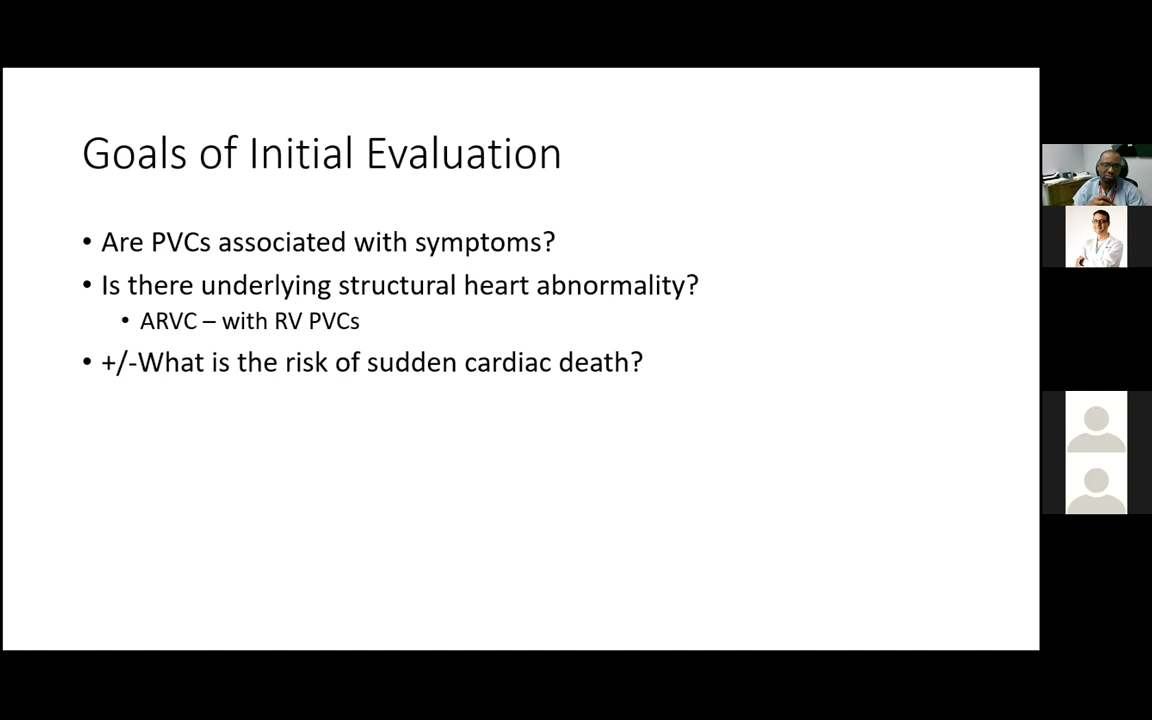 Goals of Initial Evaluation
• Are PVCs associated with symptoms?
• Is there underlying structural heart abnormality?
• ARVC – with RV PVCs
• +/-What is the risk of sudden cardiac death?